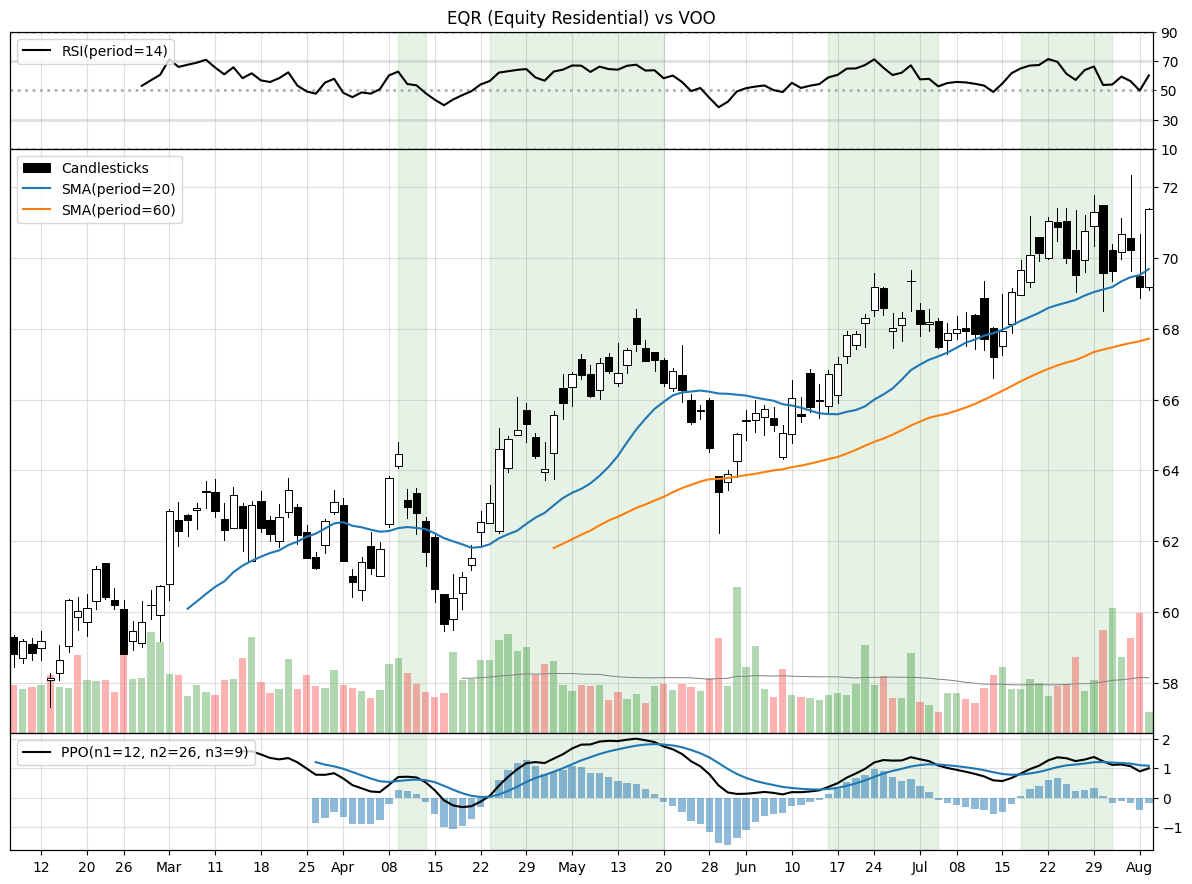 EQR (Equity Residential) vs VOO
RSI(period=14)
90
70
50
30
10
Candlesticks
SMA(period=20)
SMA(period=60)
72
70
68
66
64
62
60
58
PPO(n1=12, n2=26, n3=9)
2
1
0
−1
12 20 26 Mar 11 18 25 Apr 08 15 22 29 May 13 20 28 Jun 10 17 24 Jul 08 15 22 29 Aug